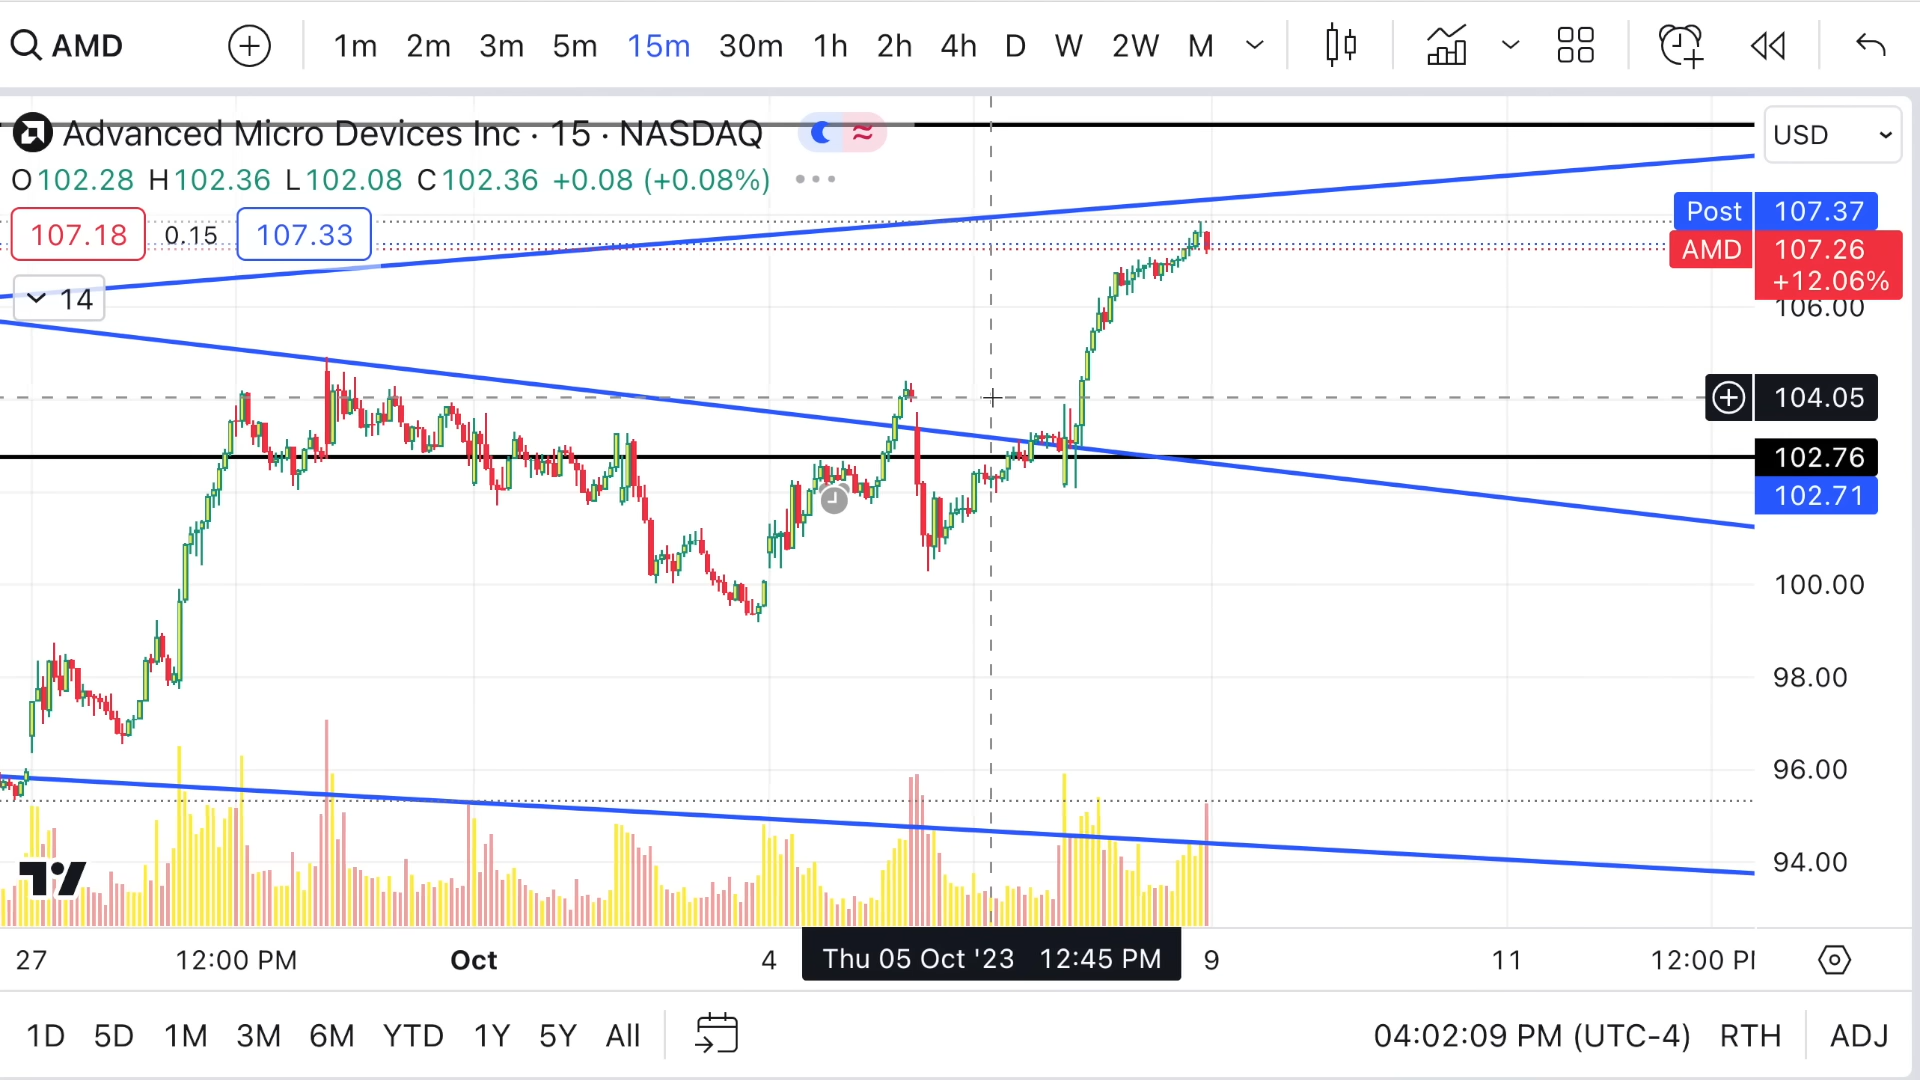 AMD 1m 2m 3m 5m 15m 30m 1h 2h 4h D W 2W M
Advanced Micro Devices Inc · 15 · NASDAQ
USD
O102.28 H102.36 L102.08 C102.36 +0.08 (+0.08%)
107.18 0.15 107.33
14
Post 107.37
AMD 107.26
+12.06%
106.00
104.05
102.76
102.71
100.00
98.00
96.00
94.00
27 12:00 PM Oct 4 Thu 05 Oct '23 12:45 PM 9 11 12:00 PI
1D 5D 1M 3M 6M YTD 1Y 5Y All 04:02:09 PM (UTC-4) RTH ADJ